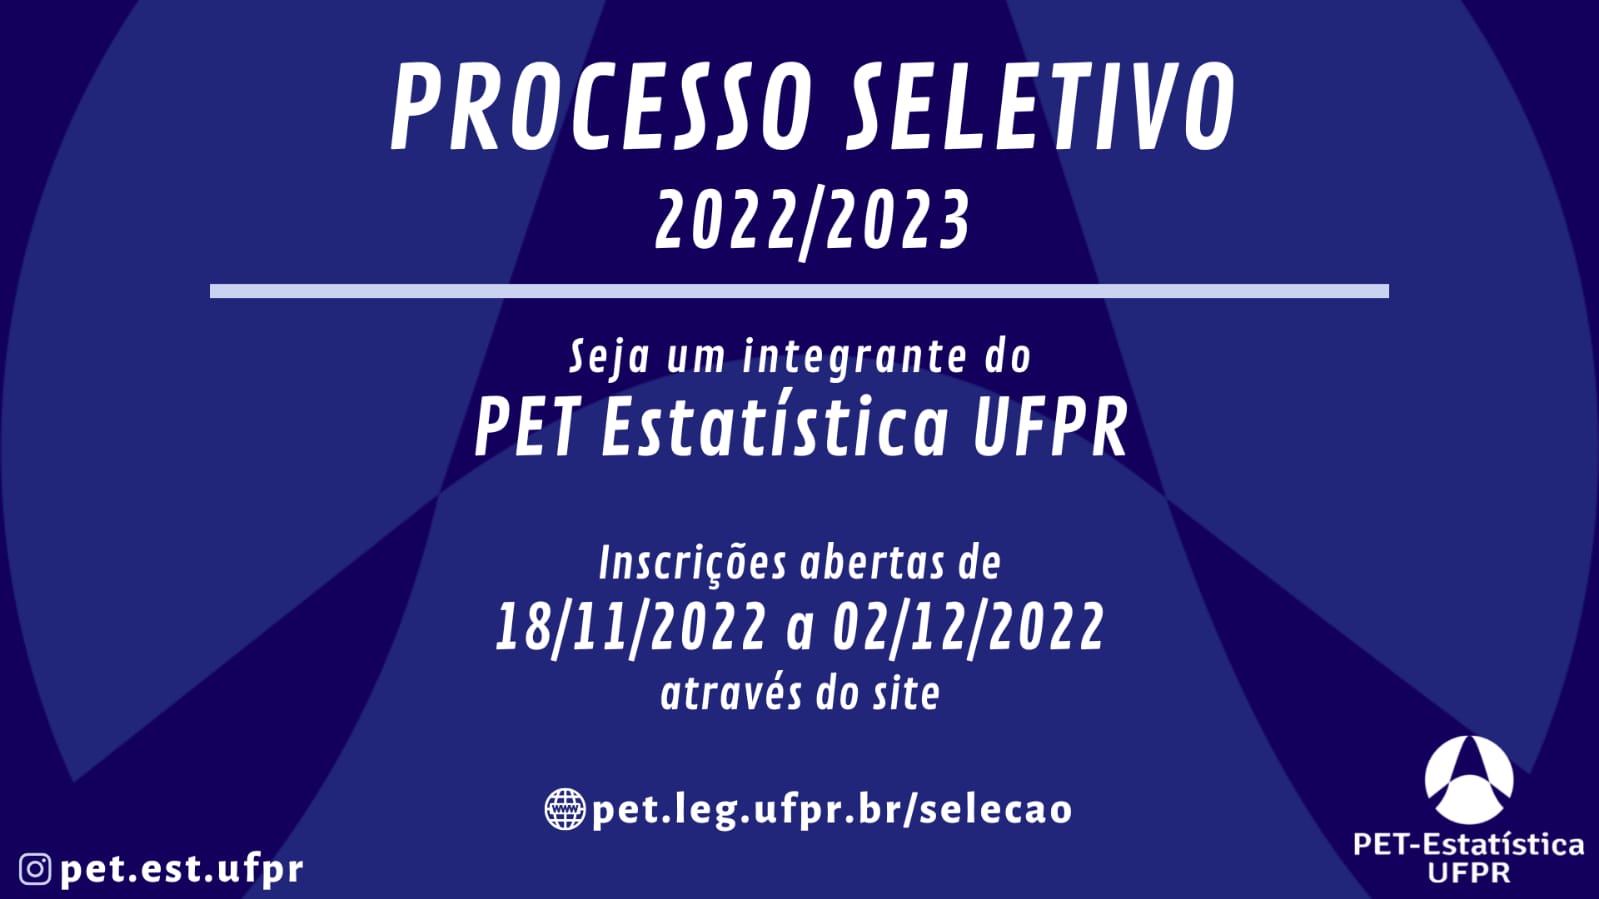 PROCESSO SELETIVO
2022/2023
Seja um integrante do
PET Estatística UFPR
Inscrições abertas de
18/11/2022 a 02/12/2022
através do site
www pet.leg.ufpr.br/selecao
pet.est.ufpr
PET-Estatística
UFPR